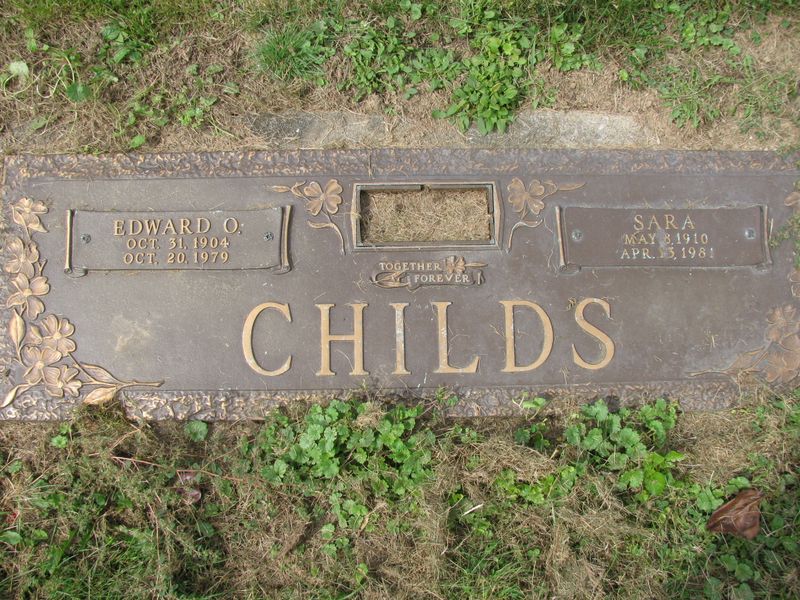 EDWARD O.
OCT. 31, 1904
OCT. 20, 1979
TOGETHER
FOREVER
SARA
MAY 8, 1910
APR. 13, 1981
CHILDS